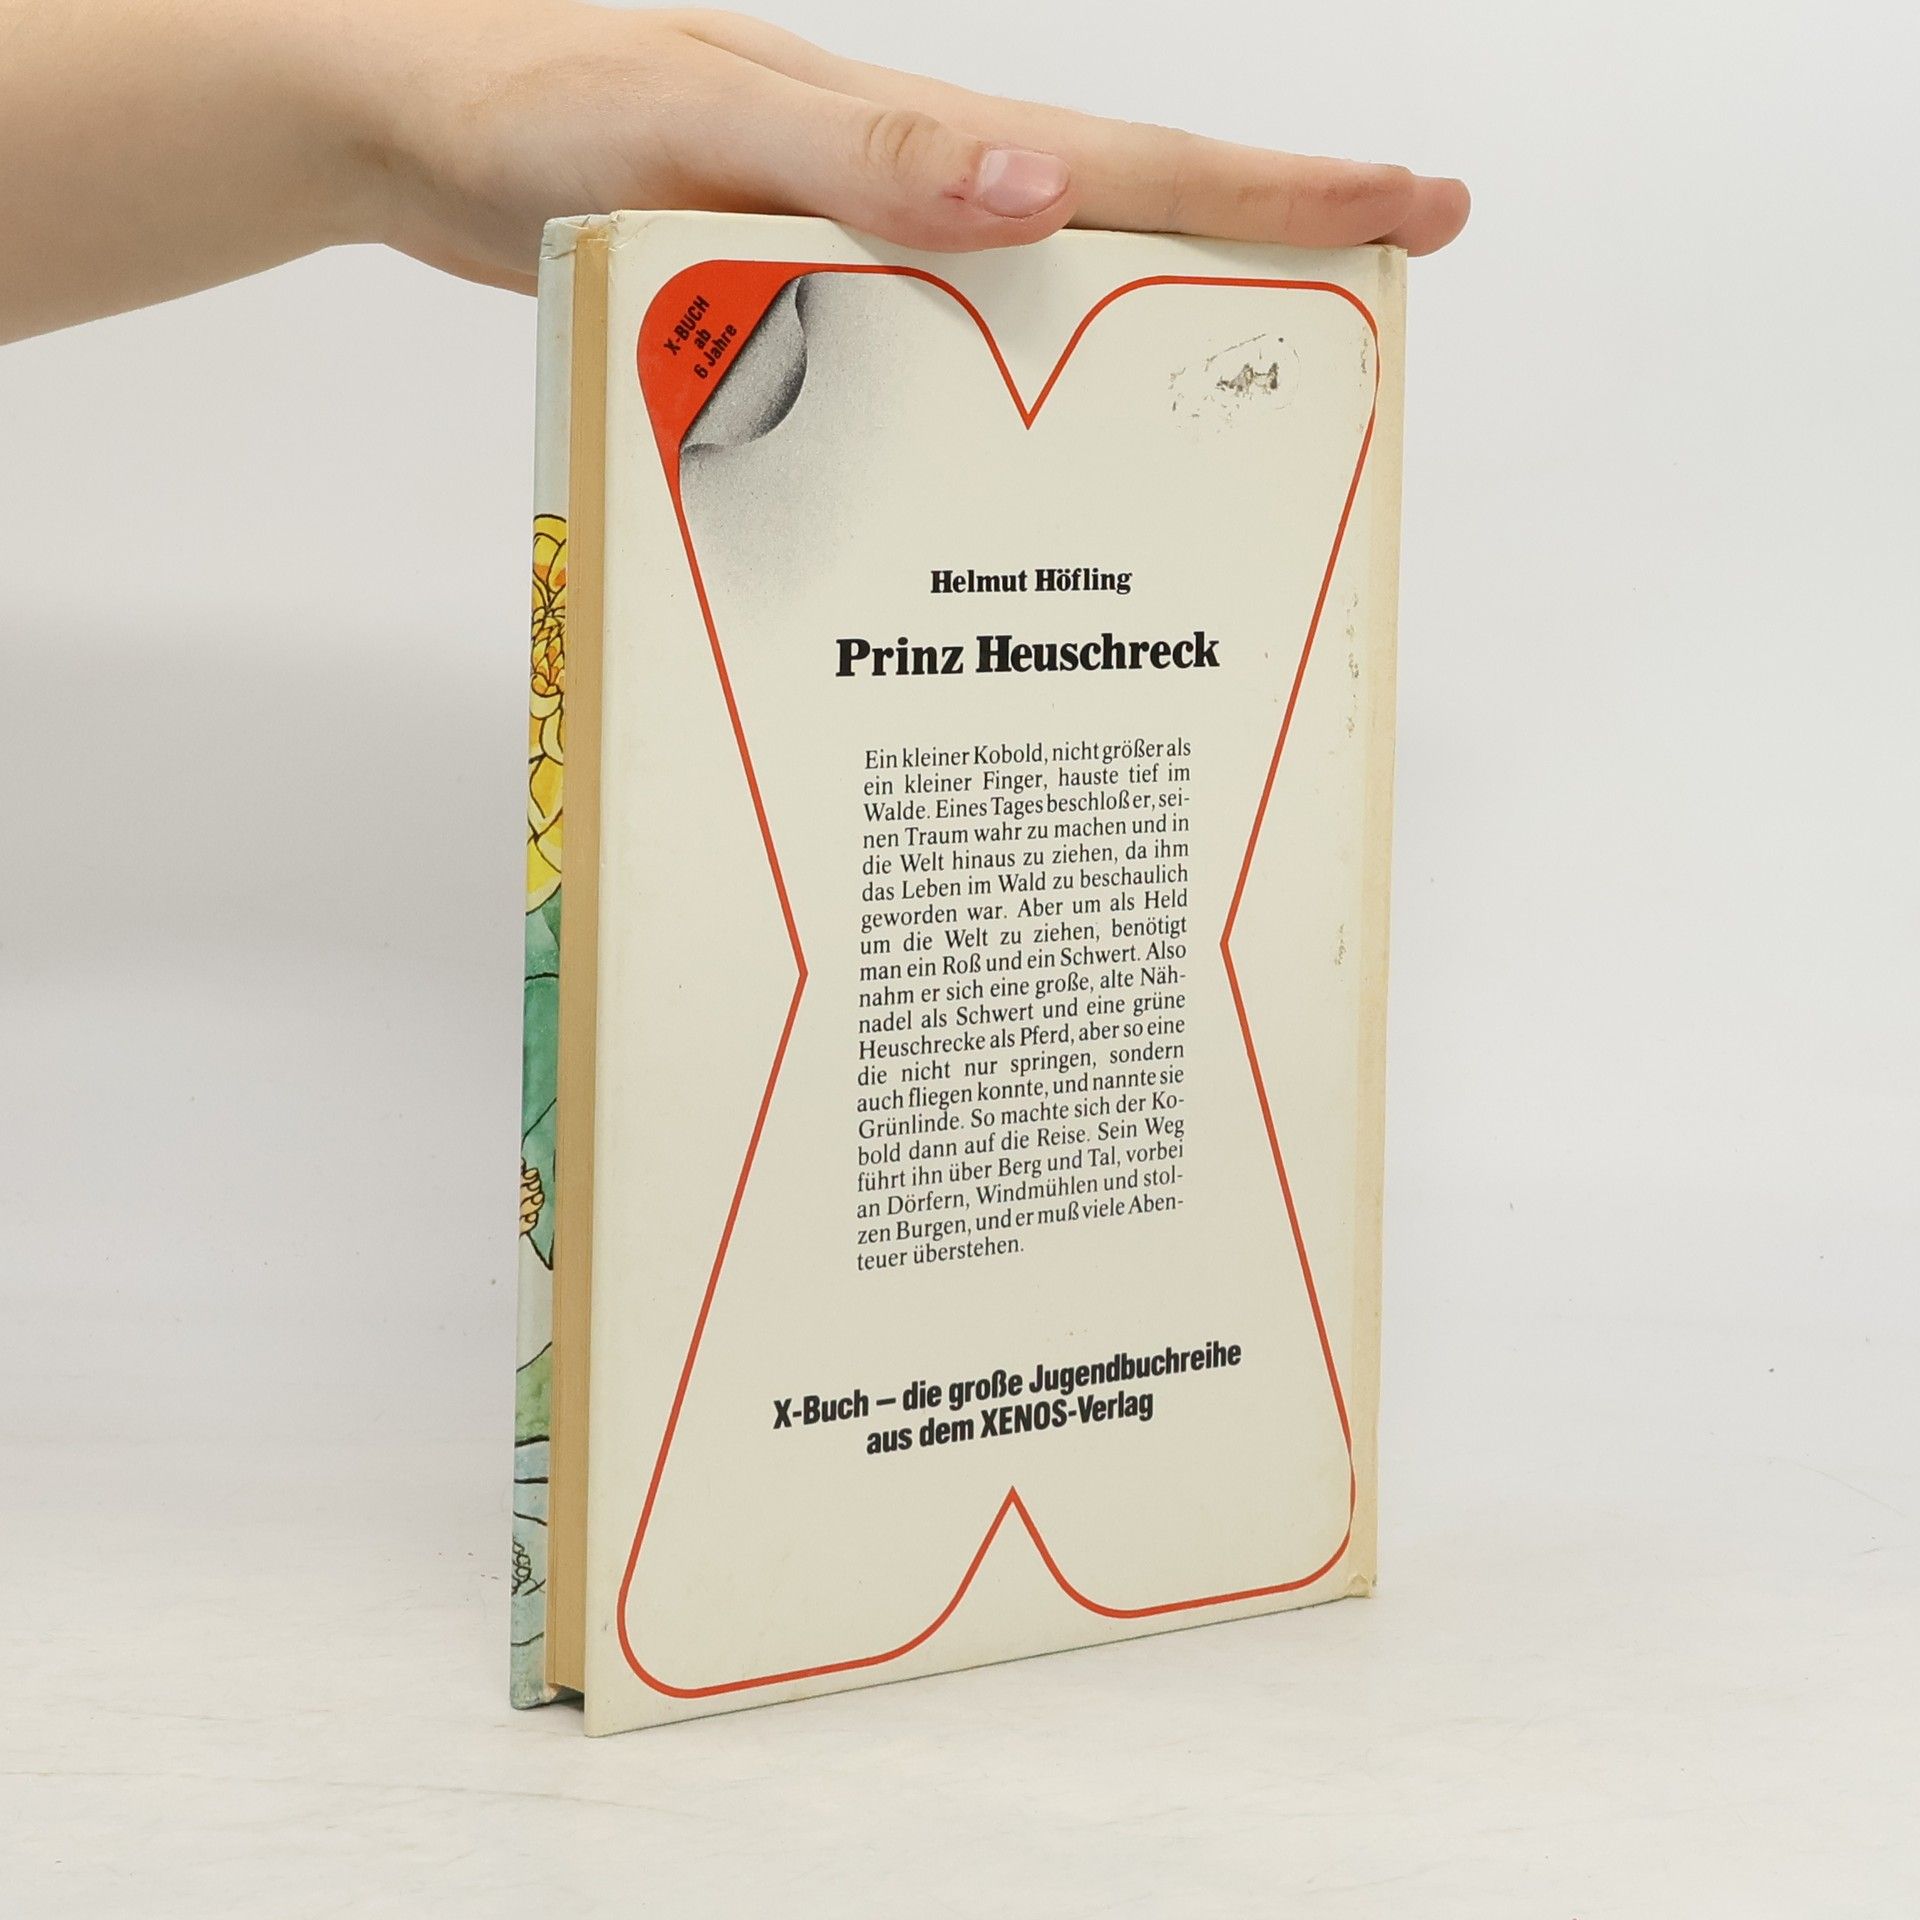 X-BUCH
ab
6 Jahre
Helmut Höfling
Prinz Heuschreck
Ein kleiner Kobold, nicht größer als
ein kleiner Finger, hauste tief im
Walde. Eines Tages beschloß er, sei-
nen Traum wahr zu machen und in
die Welt hinaus zu ziehen, da ihm
das Leben im Wald zu beschaulich
geworden war. Aber um als Held
um die Welt zu ziehen, benötigt
man ein Roß und ein Schwert. Also
nahm er sich eine große, alte Näh-
nadel als Schwert und eine grüne
Heuschrecke als Pferd, aber so eine
die nicht nur springen, sondern
auch fliegen konnte, und nannte sie
Grünlinde. So machte sich der Ko-
bold dann auf die Reise. Sein Weg
führt ihn über Berg und Tal, vorbei
an Dörfern, Windmühlen und stol-
zen Burgen, und er muß viele Aben-
teuer überstehen.
X-Buch – die große Jugendbuchreihe
aus dem XENOS-Verlag